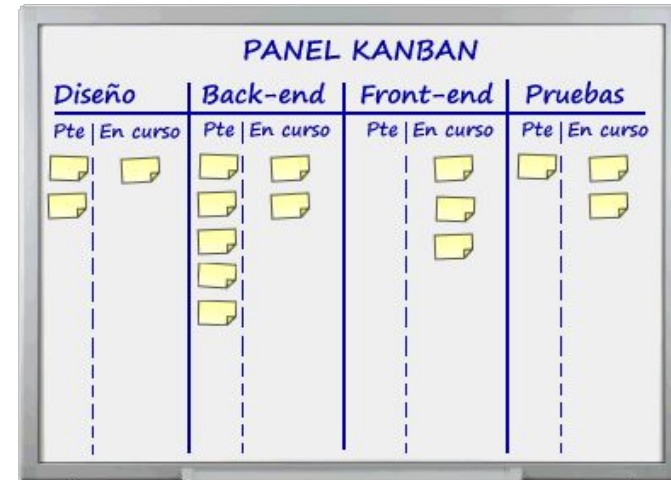 PANEL KANBAN
Diseño Back-end Front-end Pruebas
Pte En curso Pte En curso Pte En curso Pte En curso